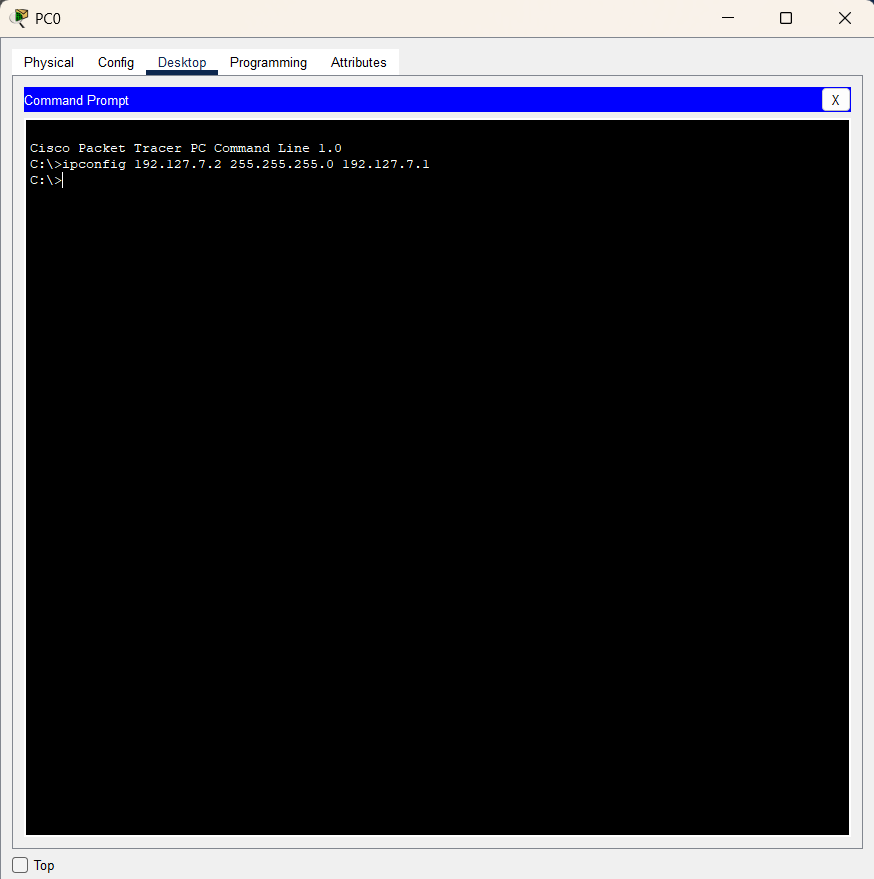 PC0
Physical Config Desktop Programming Attributes
Command Prompt
X
Cisco Packet Tracer PC Command Line 1.0
C:\>ipconfig 192.127.7.2 255.255.255.0 192.127.7.1
C:\>
Top